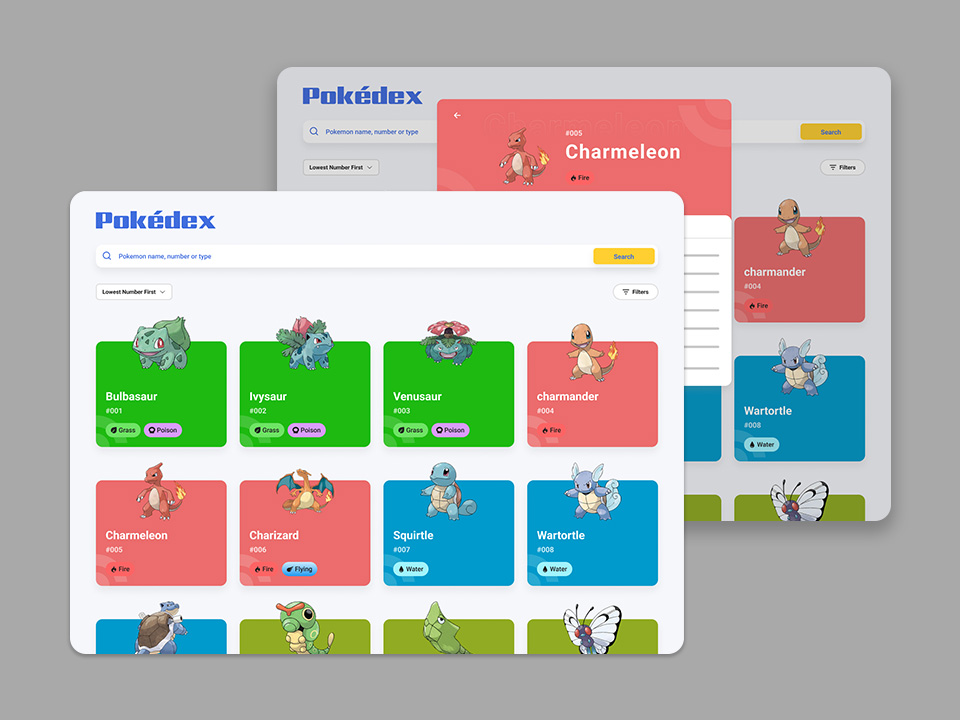 Pokédex
Pokemon name, number or type
Search
Lowest Number First
Filters
Charmeleon
#005
Charmeleon
Fire
charmander
#004
Fire
Wartortle
#008
Water
Pokédex
Pokemon name, number or type
Search
Lowest Number First
Filters
Bulbasaur
#001
Grass Poison
Ivysaur
#002
Grass Poison
Venusaur
#003
Grass Poison
charmander
#004
Fire
Charmeleon
#005
Fire
Charizard
#006
Fire Flying
Squirtle
#007
Water
Wartortle
#008
Water